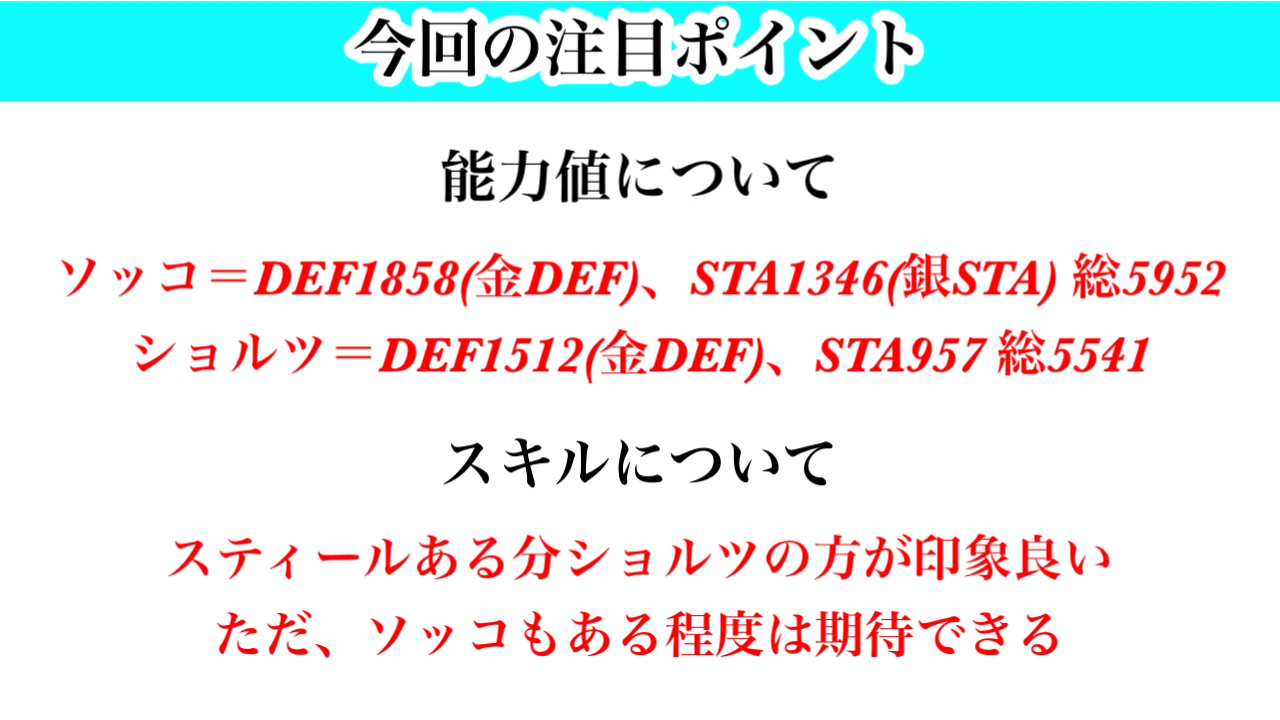 今回の注目ポイント
能力値について
ソッコ＝DEF1858(金DEF)、STA1346(銀STA) 総5952
ショルツ＝DEF1512(金DEF)、STA957 総5541
スキルについて
スティールある分ショルツの方が印象良い
ただ、ソッコもある程度は期待できる